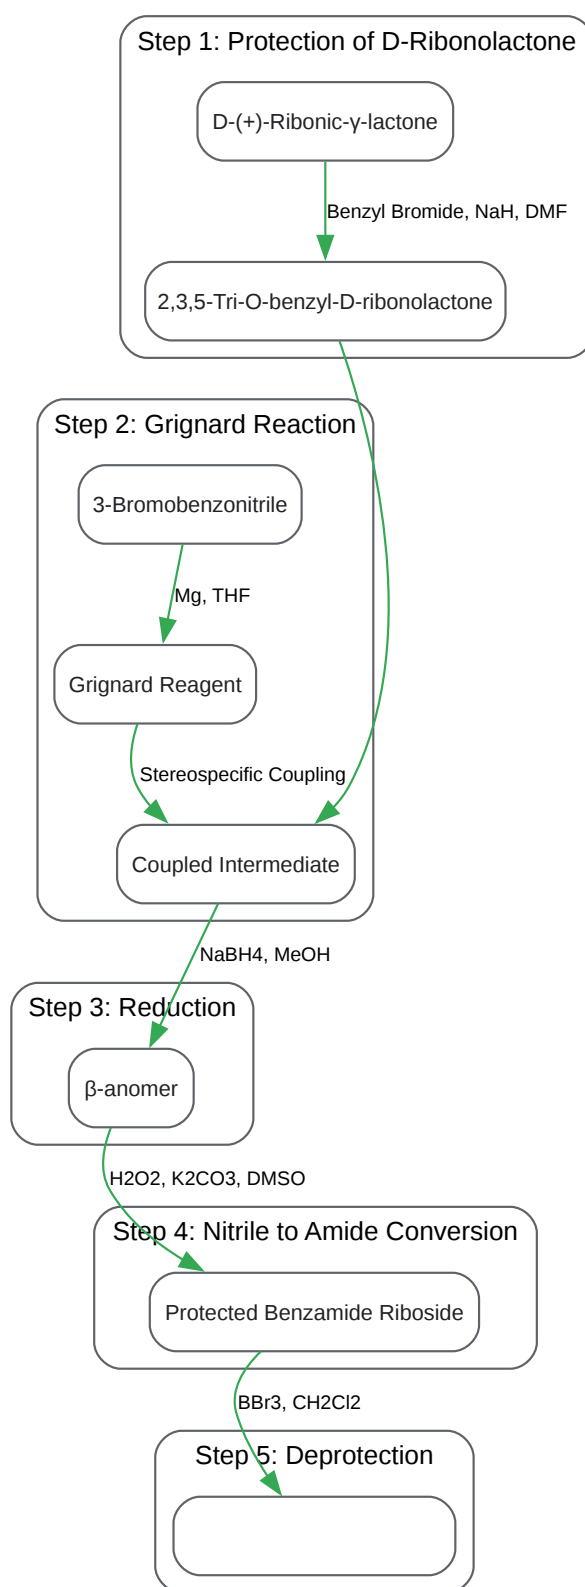 Step 1: Protection of D-Ribonolactone
D-(+)-Ribonic-γ-lactone
Benzyl Bromide, NaH, DMF
2,3,5-Tri-O-benzyl-D-ribonolactone
Step 2: Grignard Reaction
3-Bromobenzonitrile
Mg, THF
Grignard Reagent
Stereospecific Coupling
Coupled Intermediate
NaBH4, MeOH
Step 3: Reduction
β-anomer
H2O2, K2CO3, DMSO
Step 4: Nitrile to Amide Conversion
Protected Benzamide Riboside
BBr3, CH2Cl2
Step 5: Deprotection